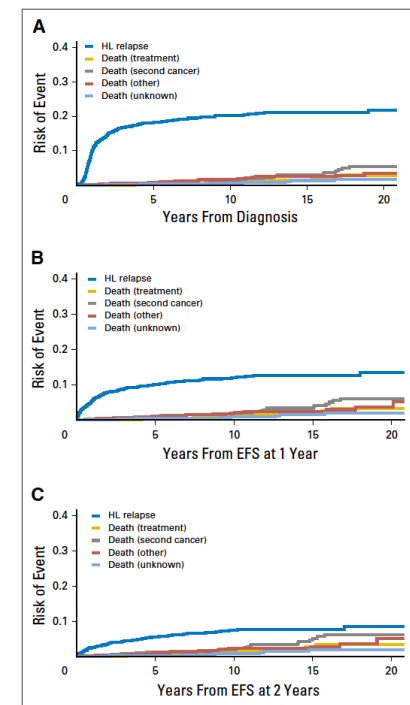 A
0.4
HL relapse
Death (treatment)
Death (second cancer)
Death (other)
Death (unknown)
0.3
0.2
0.1
Risk of Event
0 5 10 15 20
Years From Diagnosis
B
0.4
HL relapse
Death (treatment)
Death (second cancer)
Death (other)
Death (unknown)
0.3
0.2
0.1
Risk of Event
0 5 10 15 20
Years From EFS at 1 Year
C
0.4
HL relapse
Death (treatment)
Death (second cancer)
Death (other)
Death (unknown)
0.3
0.2
0.1
Risk of Event
0 5 10 15 20
Years From EFS at 2 Years